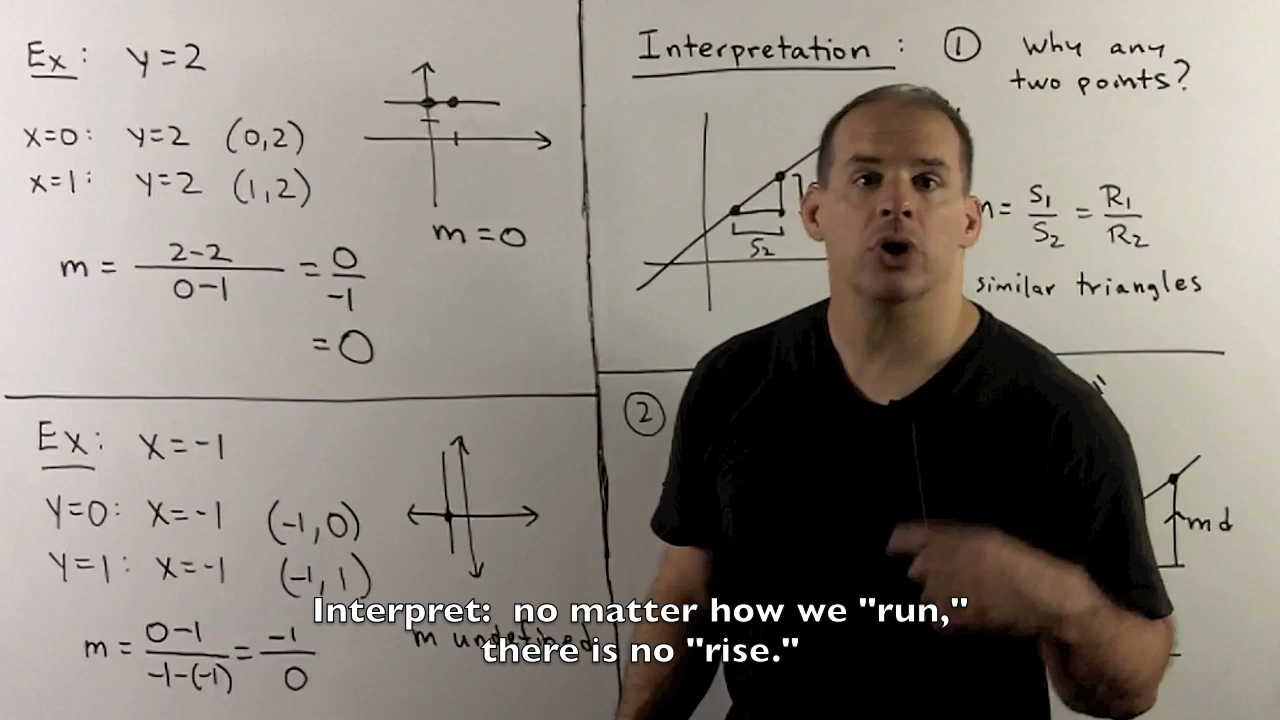 Ex: y=2
x=0: y=2 (0,2)
x=1: y=2 (1,2)
m = 2-2 / 0-1 = 0 / -1
= 0
m=0
Ex: x=-1
y=0: x=-1 (-1,0)
y=1: x=-1 (-1,1)
m = 0-1 / -1-(-1) = -1 / 0
m undefined
Interpretation: ① Why any
two points?
S2
m = S1 / S2 = R1 / R2
similar triangles
②
md
Interpret: no matter how we "run,"
there is no "rise."